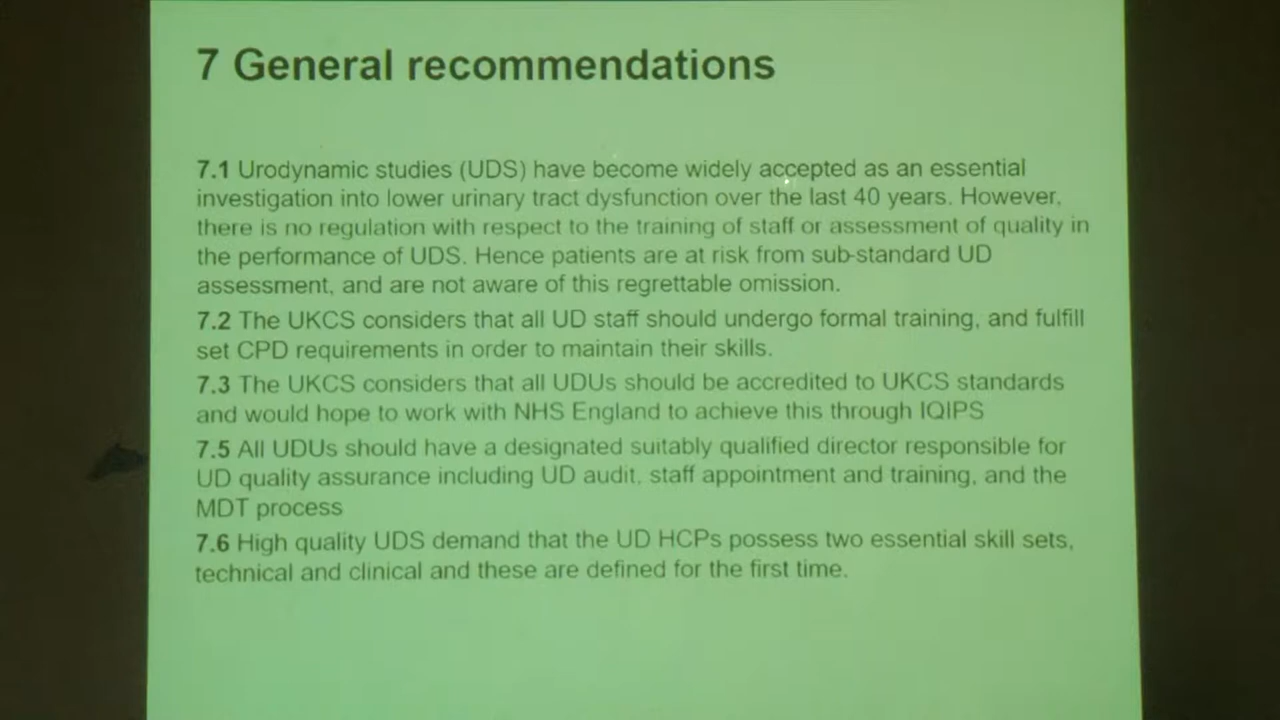 7 General recommendations
7.1 Urodynamic studies (UDS) have become widely accepted as an essential
investigation into lower urinary tract dysfunction over the last 40 years. However,
there is no regulation with respect to the training of staff or assessment of quality in
the performance of UDS. Hence patients are at risk from sub-standard UD
assessment, and are not aware of this regrettable omission.
7.2 The UKCS considers that all UD staff should undergo formal training, and fulfill
set CPD requirements in order to maintain their skills.
7.3 The UKCS considers that all UDUs should be accredited to UKCS standards
and would hope to work with NHS England to achieve this through IQIPS
7.5 All UDUs should have a designated suitably qualified director responsible for
UD quality assurance including UD audit, staff appointment and training, and the
MDT process
7.6 High quality UDS demand that the UD HCPs possess two essential skill sets,
technical and clinical and these are defined for the first time.